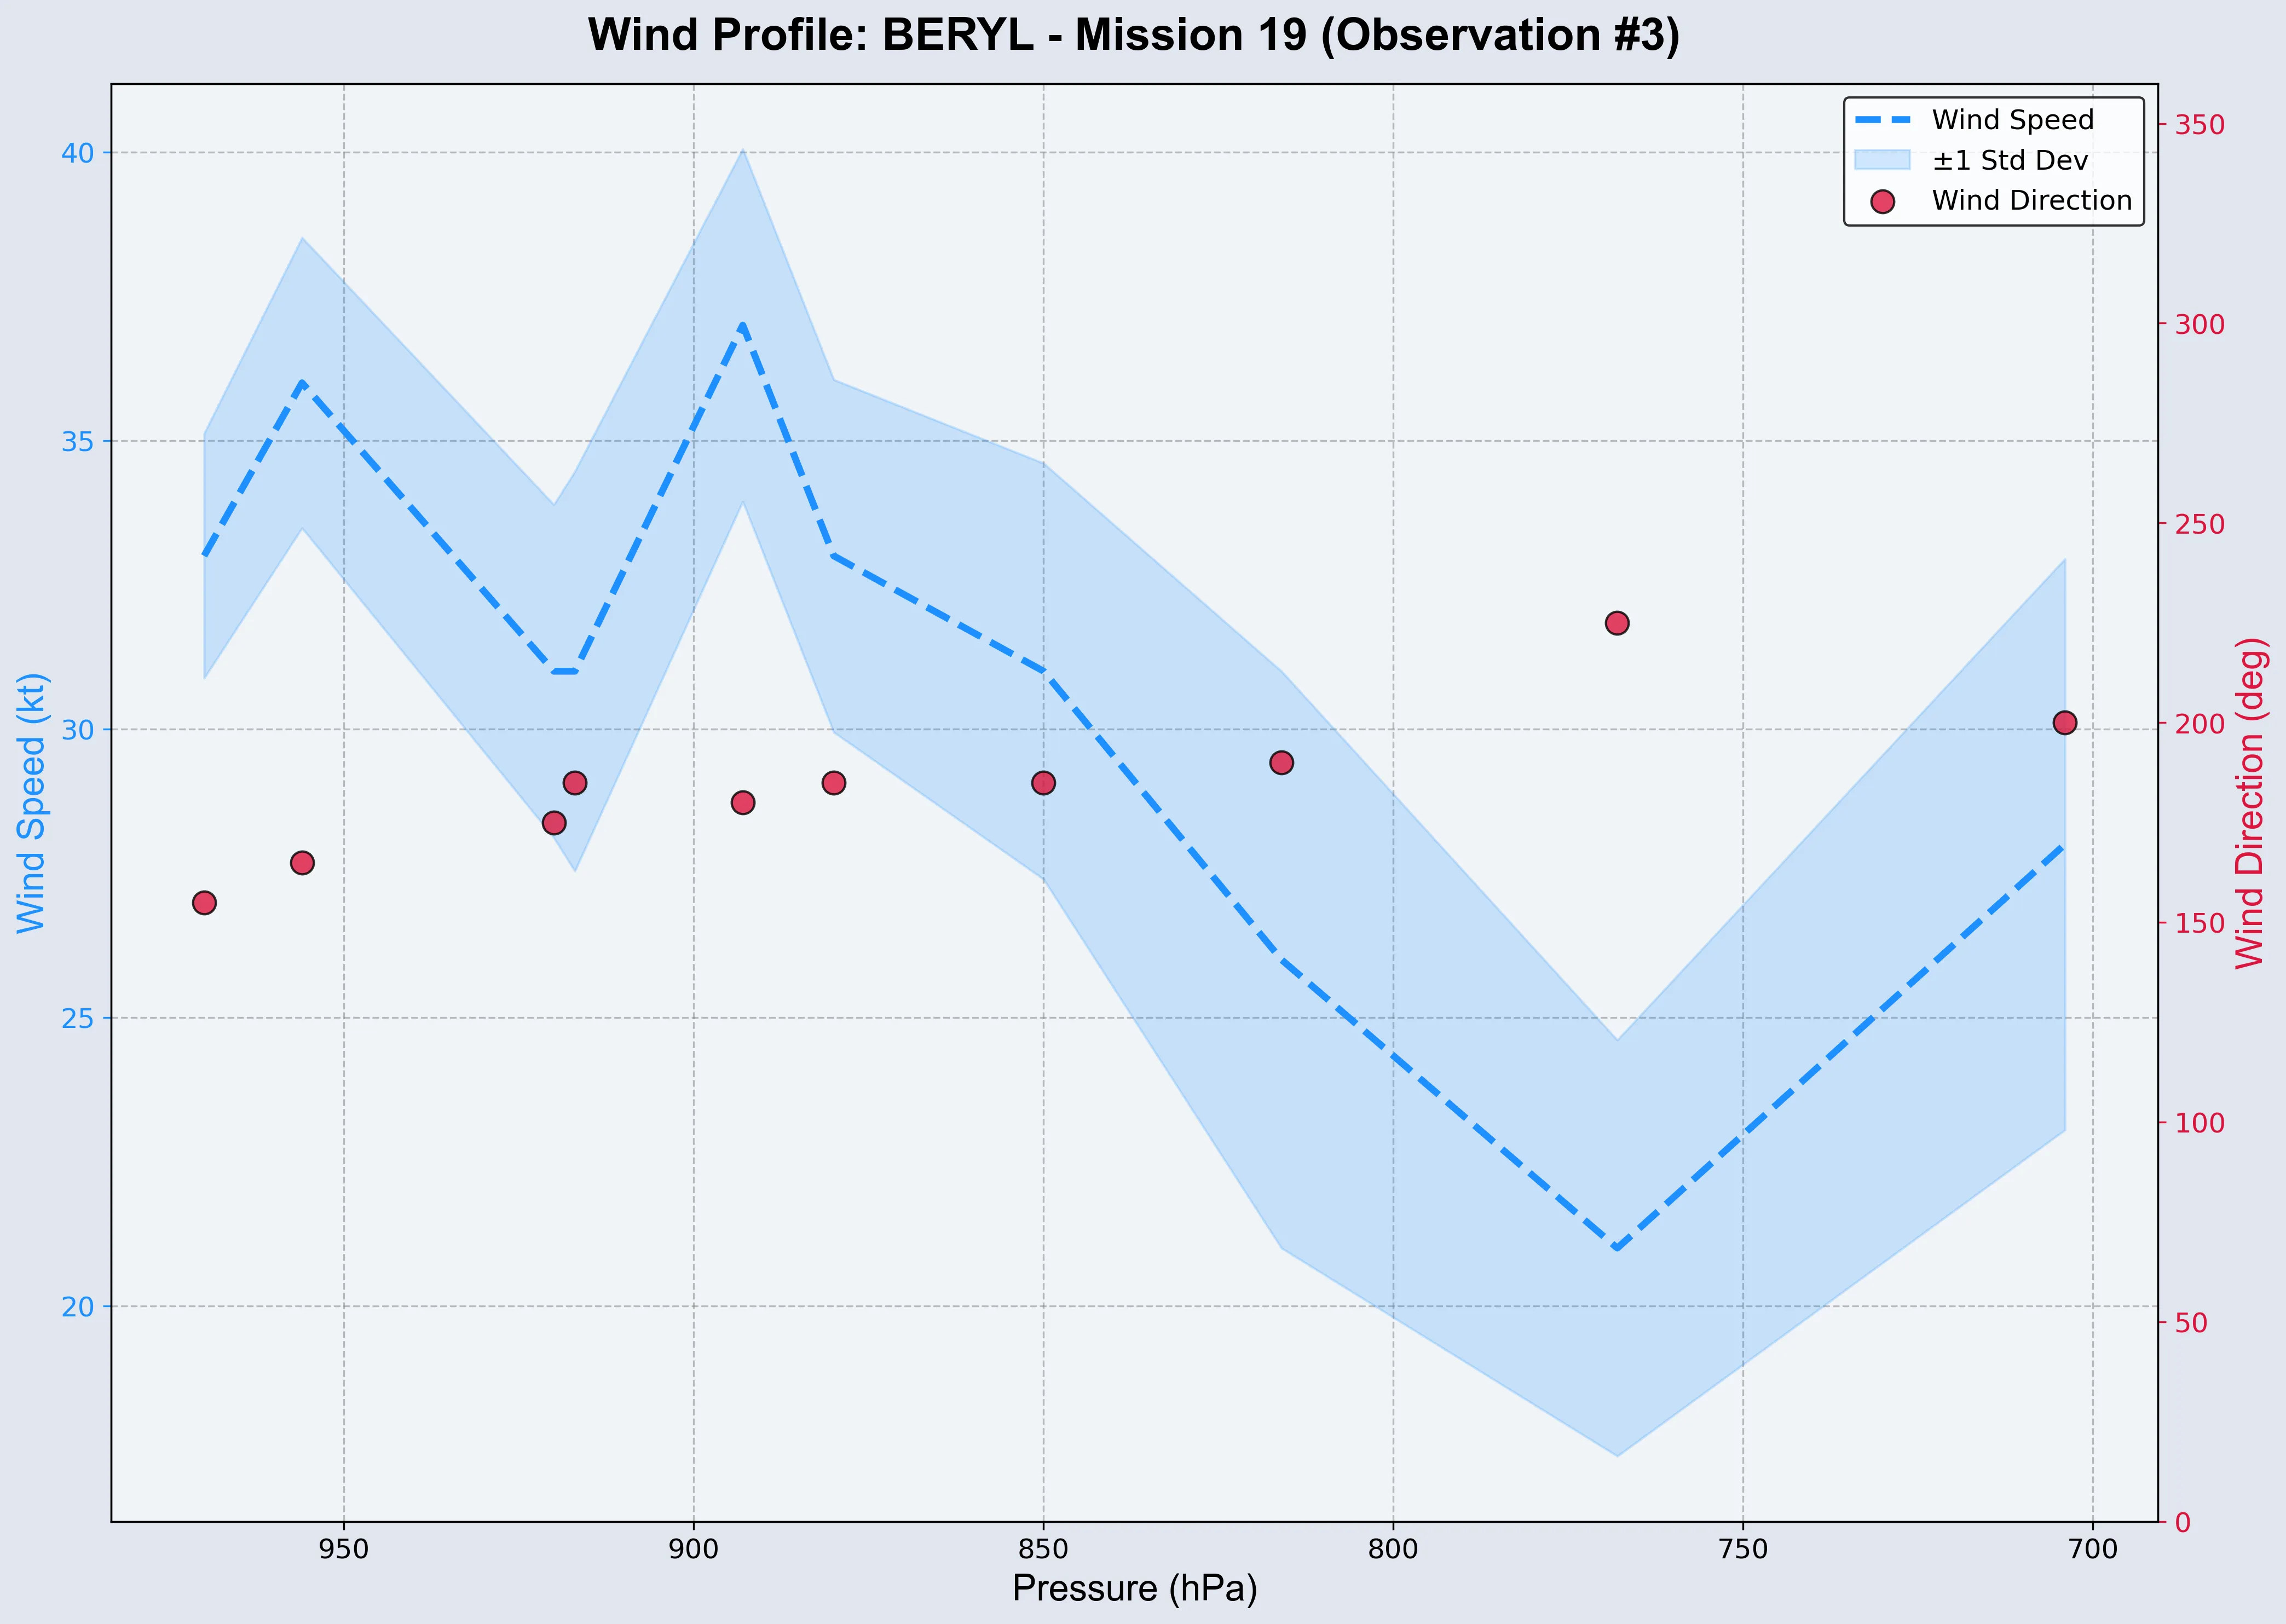 Wind Profile: BERYL - Mission 19 (Observation #3)
Wind Speed
±1 Std Dev
Wind Direction
40
35
30
25
20
Wind Speed (kt)
350
300
250
200
150
100
50
0
Wind Direction (deg)
950
900
850
800
750
700
Pressure (hPa)